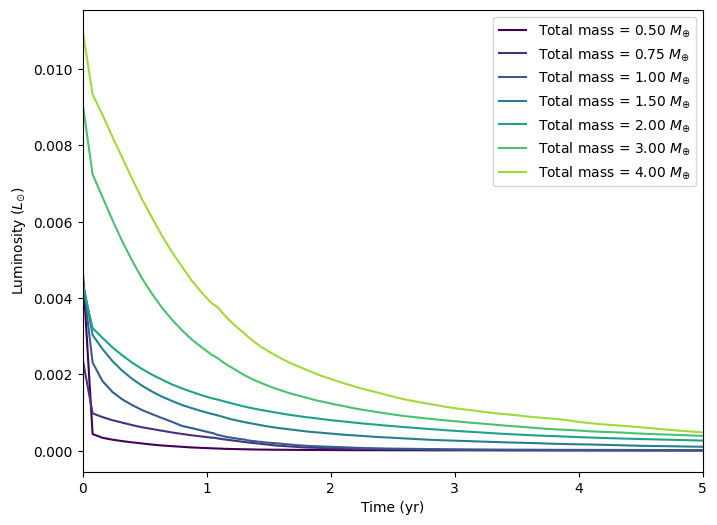 Total mass = 0.50 M⊕
Total mass = 0.75 M⊕
Total mass = 1.00 M⊕
Total mass = 1.50 M⊕
Total mass = 2.00 M⊕
Total mass = 3.00 M⊕
Total mass = 4.00 M⊕
Luminosity (L⊙)
0.010
0.008
0.006
0.004
0.002
0.000
0 1 2 3 4 5
Time (yr)